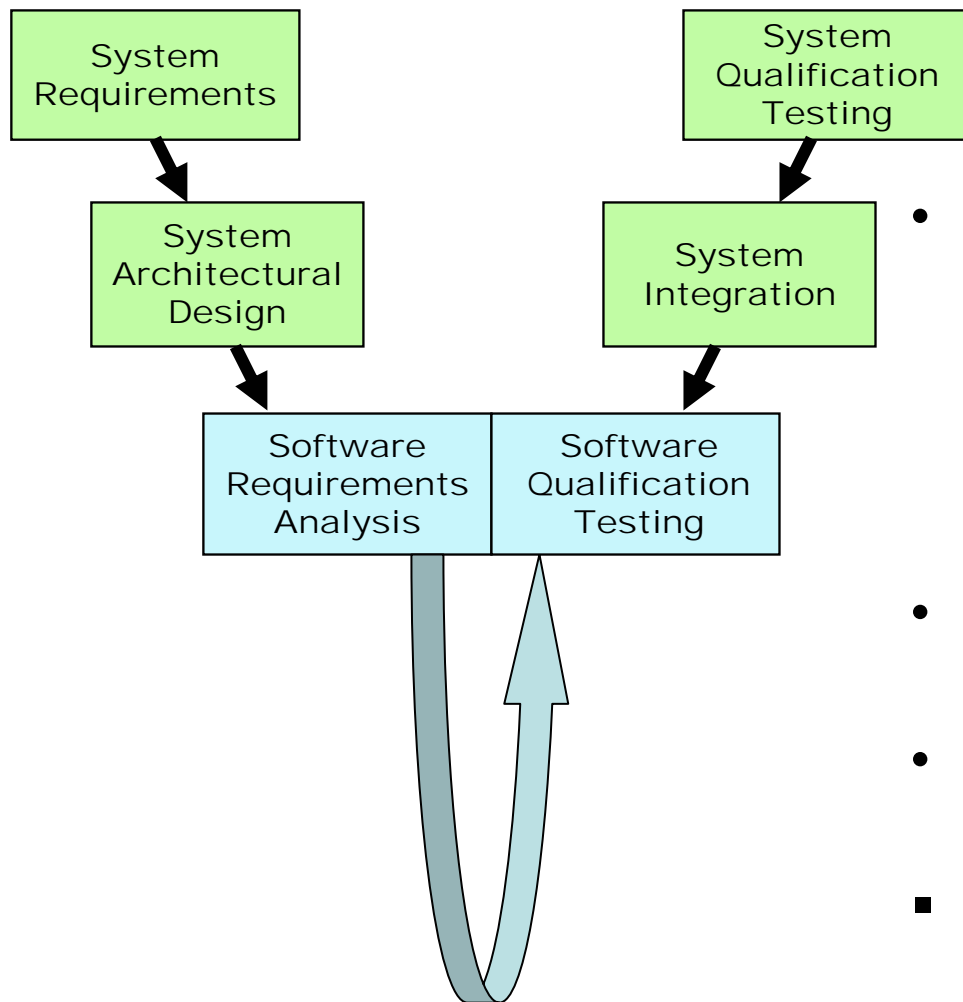 System
Requirements
System
Qualification
Testing
System
Architectural
Design
System
Integration
Software
Requirements
Analysis
Software
Qualification
Testing